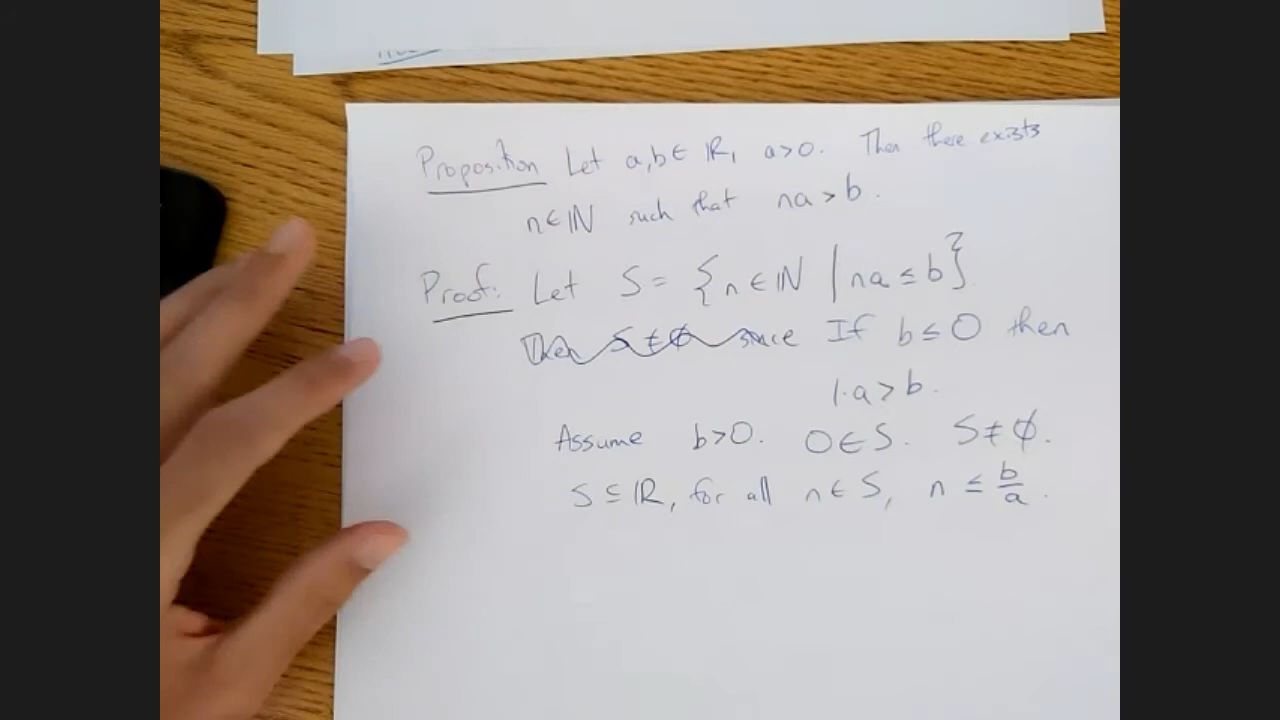 Proposition Let a,b ∈ ℝ, a>0. Then there exists
n∈ℕ such that na > b.
Proof: Let S = {n ∈ ℕ | na ≤ b}
Then S ≠ ∅ since If b ≤ 0 then
1·a > b.
Assume b>0. 0∈S. S≠∅.
S ⊆ ℝ, for all n ∈ S, n ≤ b/a.